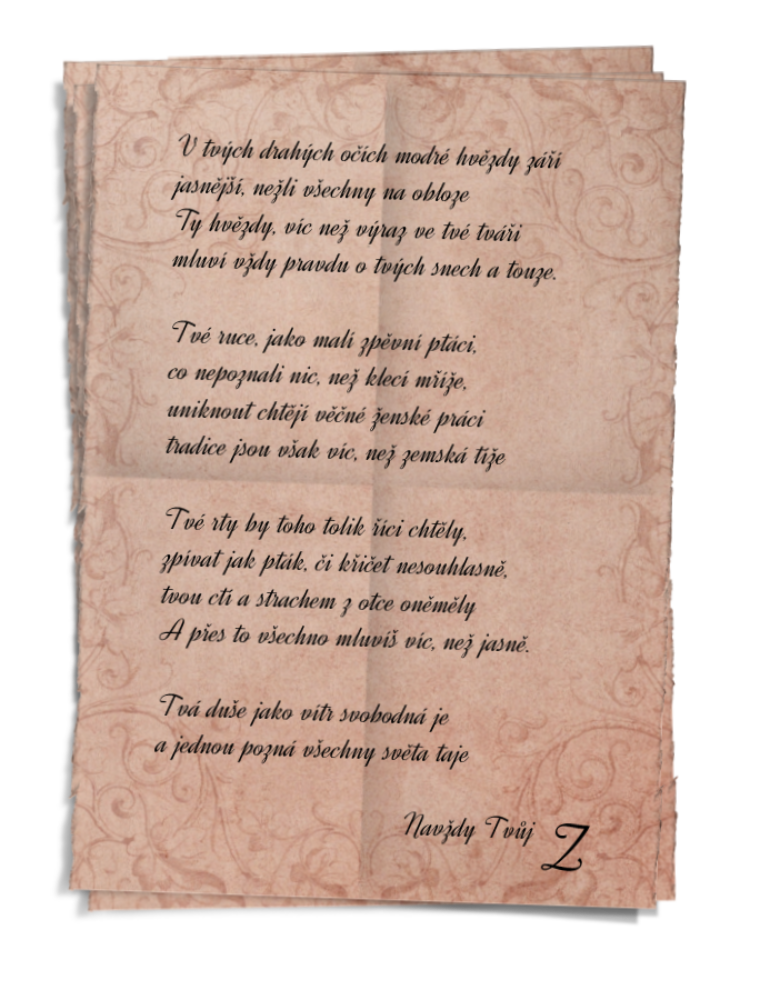 V tvých drahých očích modré hvězdy září
jasnější, nežli všechny na obloze
Ty hvězdy, víc než výraz ve tvé tváři
mluví vždy pravdu o tvých snech a touze.
Tvé ruce, jako malí zpěvní ptáci,
co nepoznali nic, než klecí mříže,
uniknout chtějí věčné ženské práci
tradice jsou však víc, než zemská tíže
Tvé rty by toho tolik říci chtěly,
zpívat jak pták, či křičet nesouhlasně,
tvou ctí a strachem z otce oněměly
A přes to všechno mluvíš víc, než jasně.
Tvá duše jako vítr svobodná je
a jednou pozná všechny světa taje
Navždy Tvůj Z